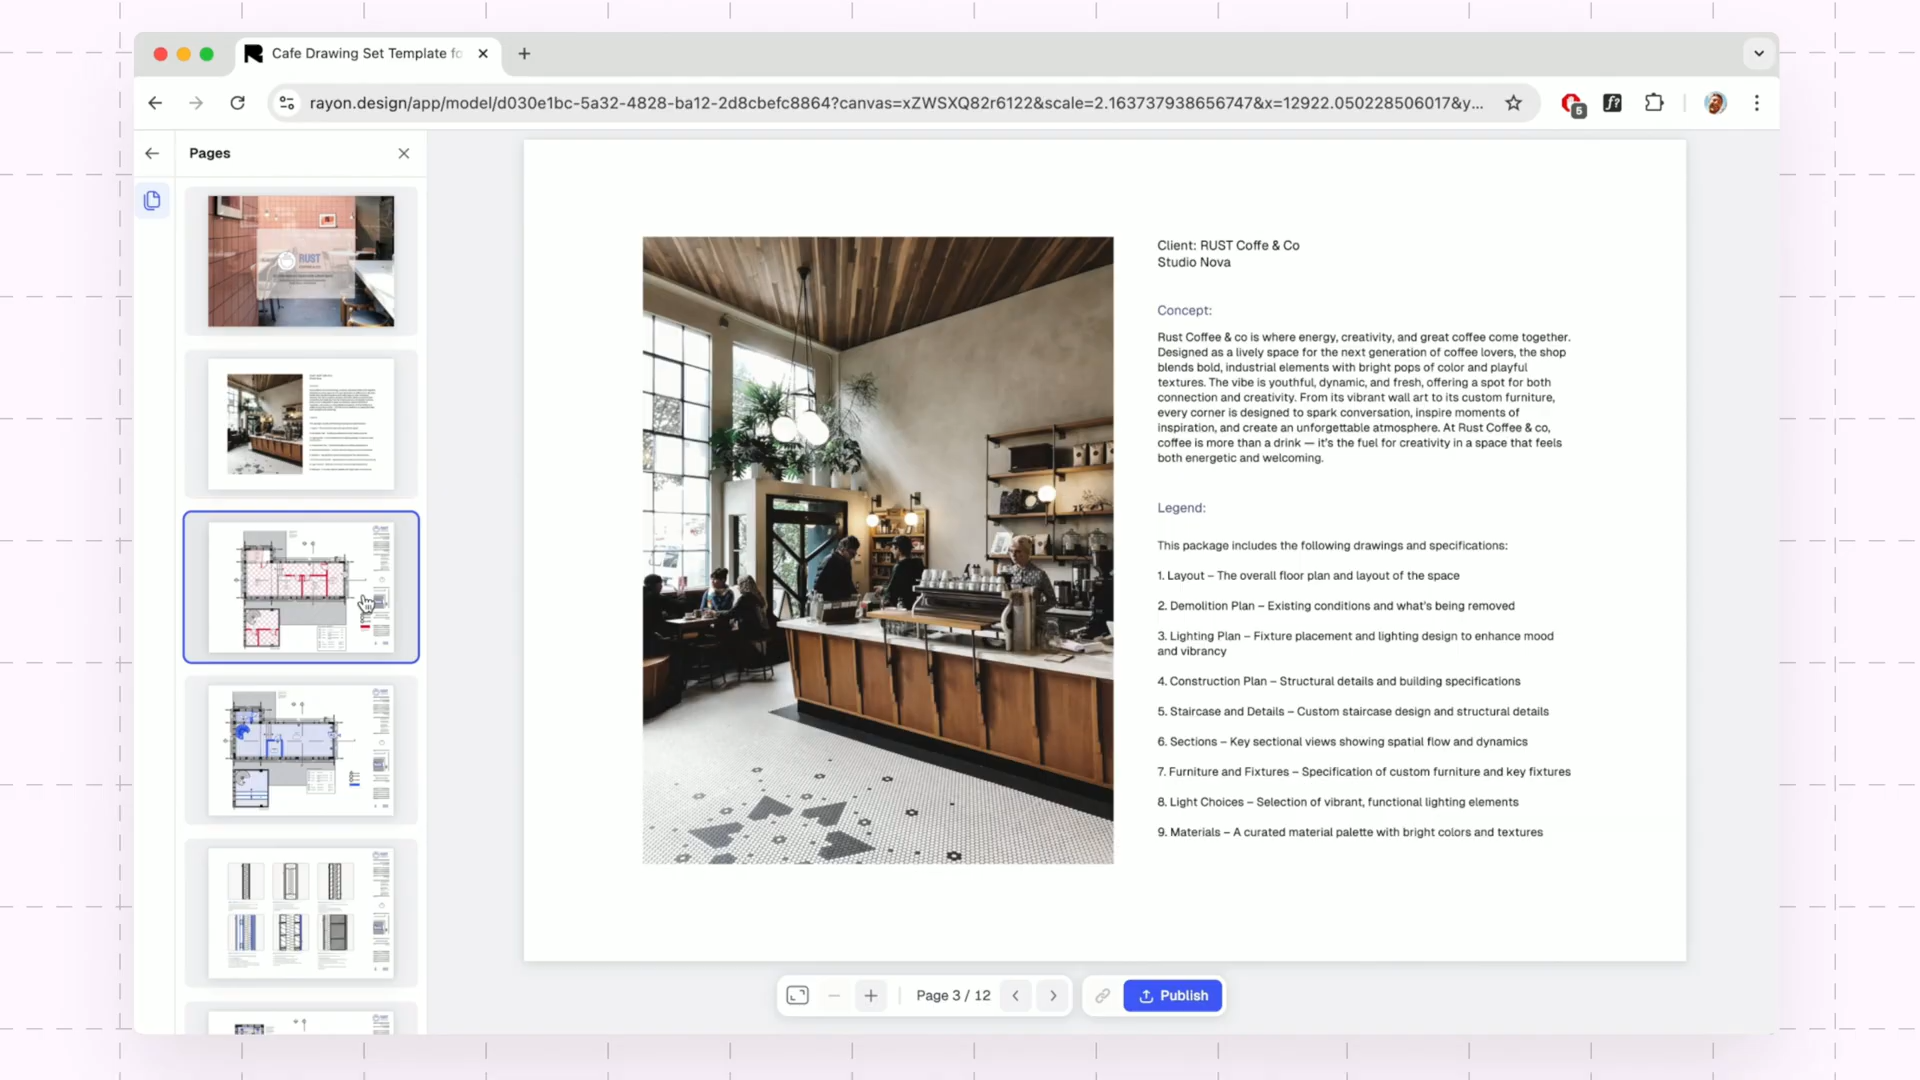 Cafe Drawing Set Template fo
rayon.design/app/model/d030e1bc-5a32-4828-ba12-2d8cbefc8864?canvas=xZWSXQ82r6122&scale=2.163737938656747&x=12922.050228506017&y...
5
f?
Pages
RUST
Client: RUST Coffe & Co
Studio Nova
Concept:
Rust Coffee & co is where energy, creativity, and great coffee come together.
Designed as a lively space for the next generation of coffee lovers, the shop
blends bold, industrial elements with bright pops of color and playful
textures. The vibe is youthful, dynamic, and fresh, offering a spot for both
connection and creativity. From its vibrant wall art to its custom furniture,
every corner is designed to spark conversation, inspire moments of
inspiration, and create an unforgettable atmosphere. At Rust Coffee & co,
coffee is more than a drink — it's the fuel for creativity in a space that feels
both energetic and welcoming.
Legend:
This package includes the following drawings and specifications:
1. Layout – The overall floor plan and layout of the space
2. Demolition Plan – Existing conditions and what's being removed
3. Lighting Plan – Fixture placement and lighting design to enhance mood
and vibrancy
4. Construction Plan – Structural details and building specifications
5. Staircase and Details – Custom staircase design and structural details
6. Sections – Key sectional views showing spatial flow and dynamics
7. Furniture and Fixtures – Specification of custom furniture and key fixtures
8. Light Choices – Selection of vibrant, functional lighting elements
9. Materials – A curated material palette with bright colors and textures
Page 3 / 12
Publish